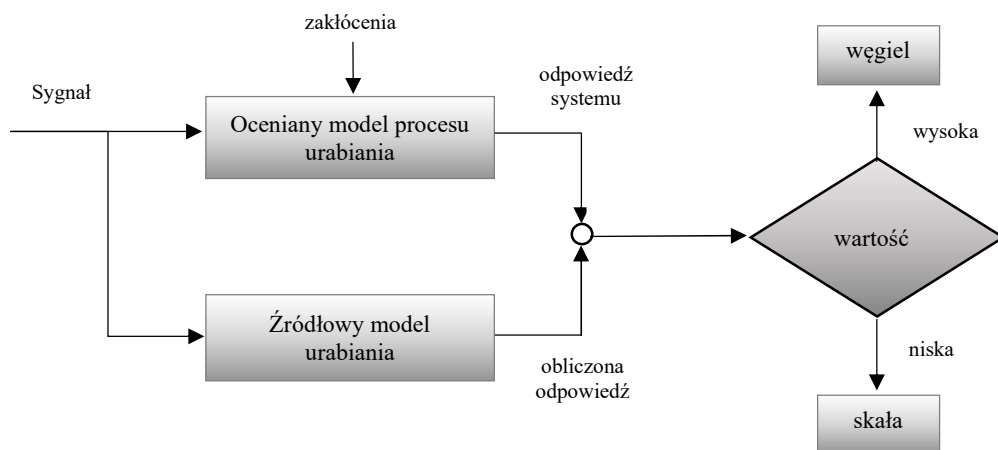 zakłócenia
Sygnał
Oceniany model procesu
urabiania
odpowiedź
systemu
węgiel
wysoka
wartość
Źródłowy model
urabiania
obliczona
odpowiedź
niska
skała